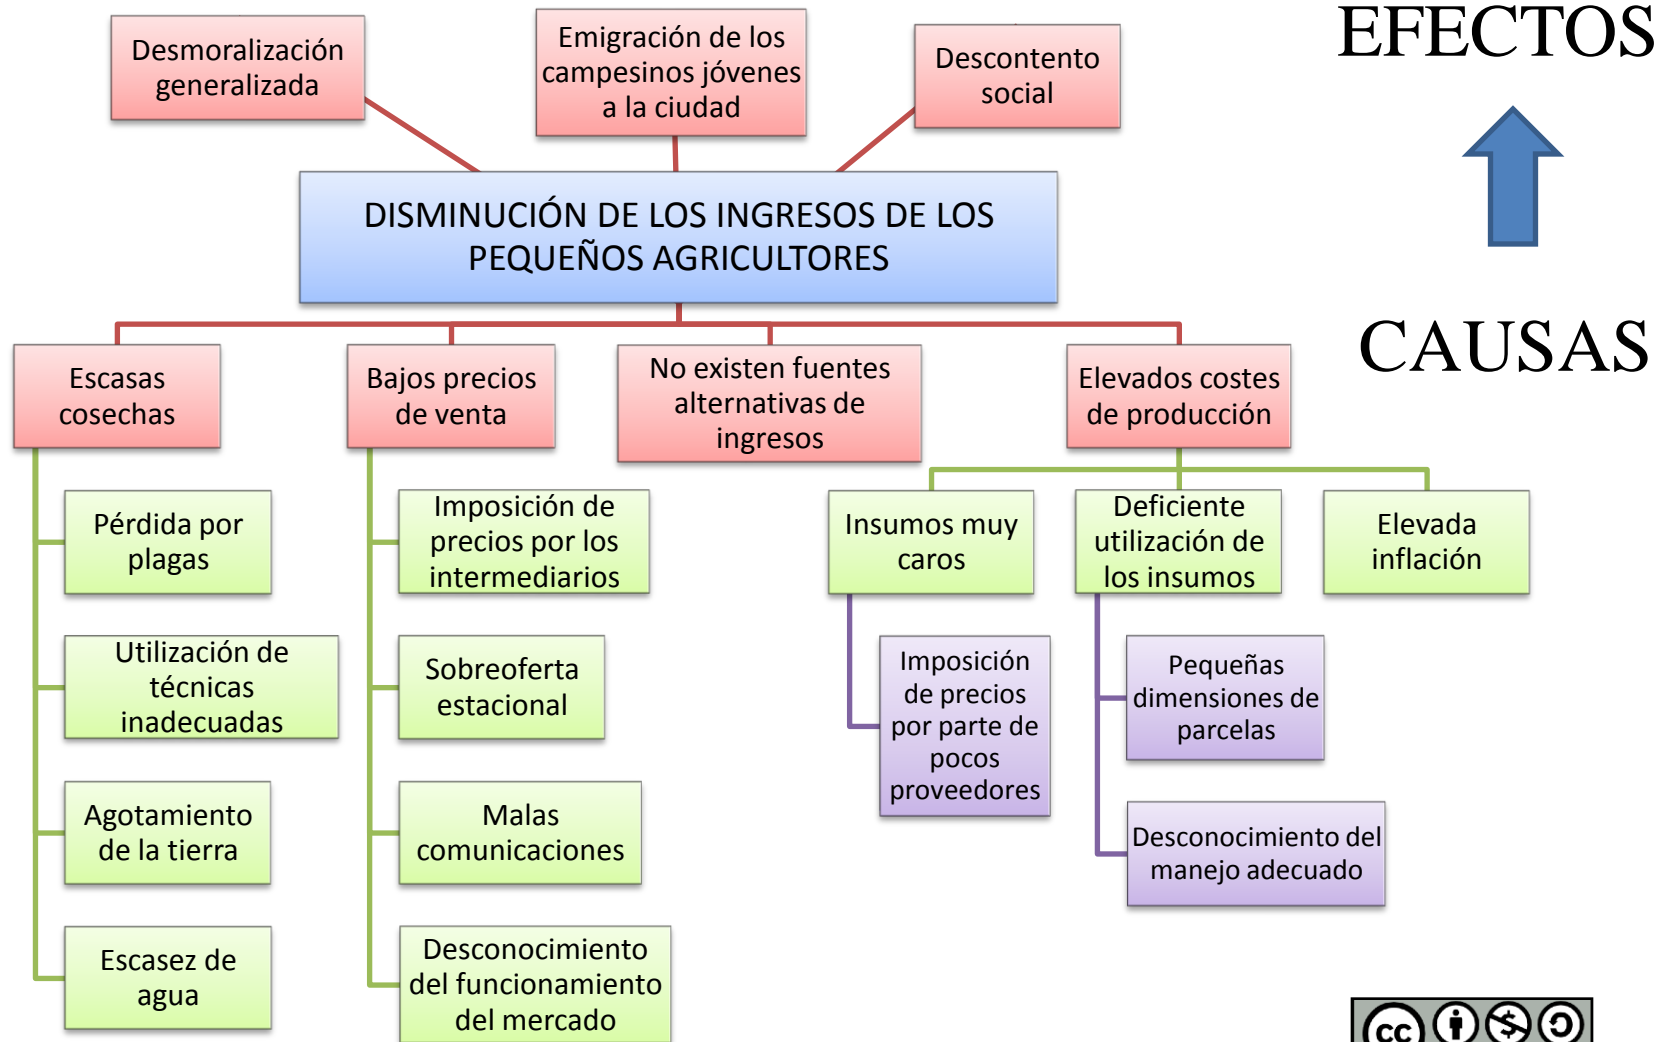 EFECTOS
Desmoralización
generalizada
Emigración de los
campesinos jóvenes
a la ciudad
Descontento
social
DISMINUCIÓN DE LOS INGRESOS DE LOS
PEQUEÑOS AGRICULTORES
CAUSAS
Escasas
cosechas
Bajos precios
de venta
No existen fuentes
alternativas de
ingresos
Elevados costes
de producción
Pérdida por
plagas
Utilización de
técnicas
inadecuadas
Agotamiento
de la tierra
Escasez de
agua
Imposición de
precios por los
intermediarios
Sobreoferta
estacional
Malas
comunicaciones
Desconocimiento
del funcionamiento
del mercado
Insumos muy
caros
Imposición
de precios
por parte de
pocos
proveedores
Deficiente
utilización de
los insumos
Pequeñas
dimensiones de
parcelas
Desconocimiento del
manejo adecuado
Elevada
inflación
cc